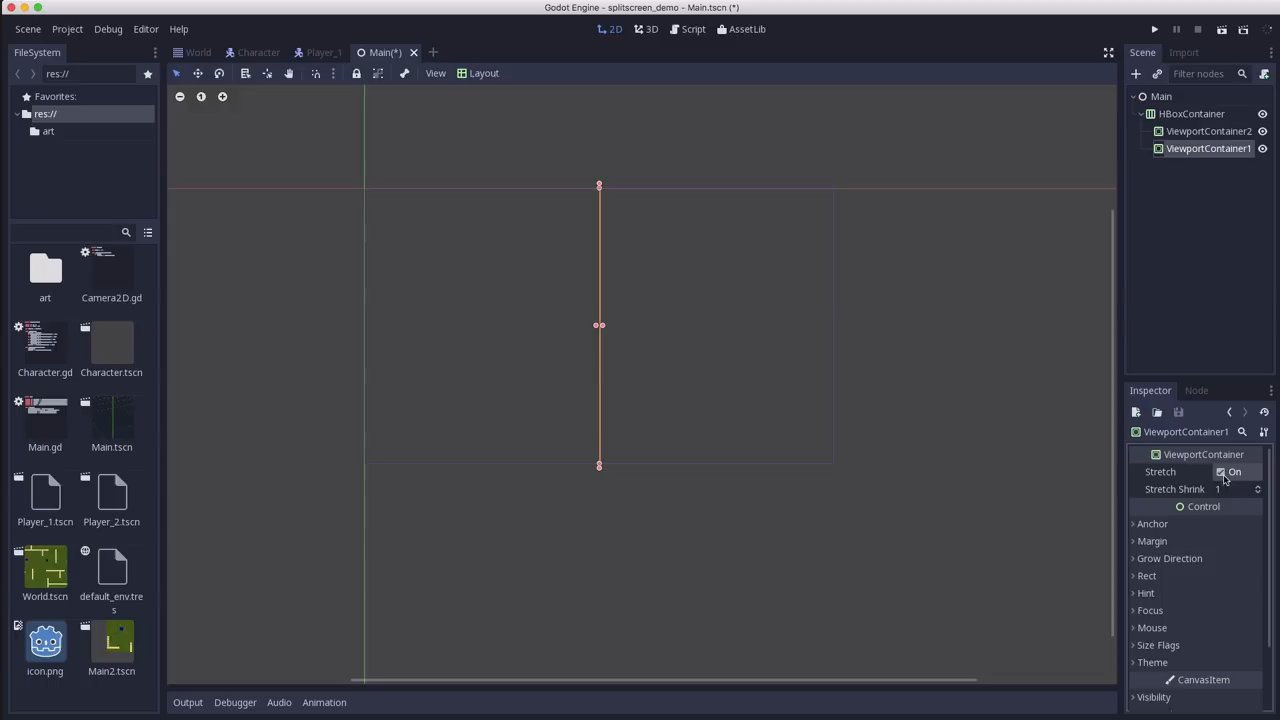 Godot Engine - splitscreen_demo - Main.tscn (*)
Scene Project Debug Editor Help
2D 3D Script AssetLib
FileSystem
World Character Player_1 Main(*)
Scene Import
res://
View Layout
Filter nodes
Favorites:
res://
art
Main
HBoxContainer
ViewportContainer2
ViewportContainer1
art
Camera2D.gd
Character.gd
Character.tscn
Main.gd
Main.tscn
Player_1.tscn
Player_2.tscn
World.tscn
default_env.tre
s
icon.png
Main2.tscn
Inspector Node
ViewportContainer1
ViewportContainer
Stretch On
Stretch Shrink 1
Control
Anchor
Margin
Grow Direction
Rect
Hint
Focus
Mouse
Size Flags
Theme
CanvasItem
Visibility
Output Debugger Audio Animation